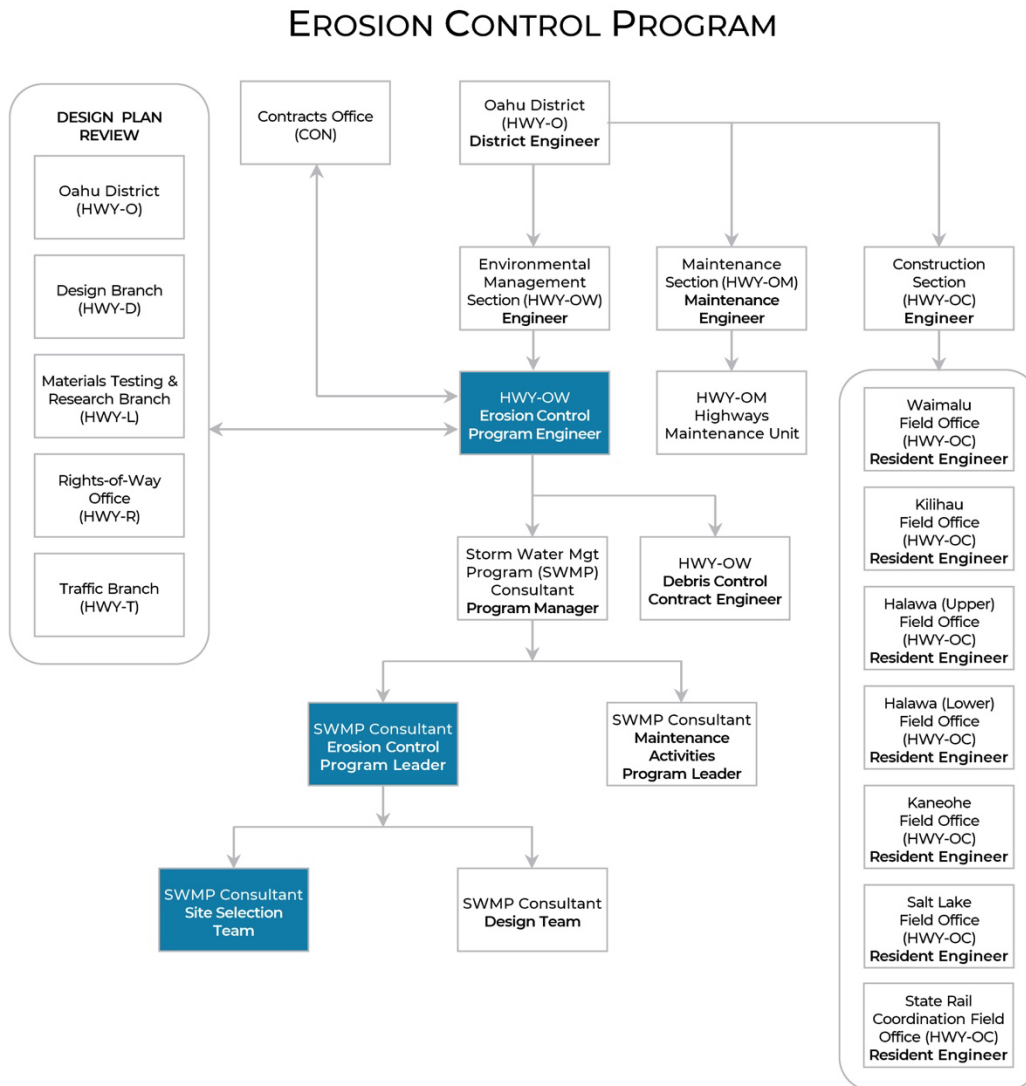 EROSION CONTROL PROGRAM
DESIGN PLAN
REVIEW
Oahu District
(HWY-O)
Design Branch
(HWY-D)
Materials Testing &
Research Branch
(HWY-L)
Rights-of-Way
Office
(HWY-R)
Traffic Branch
(HWY-T)
Contracts Office
(CON)
Oahu District
(HWY-O)
District Engineer
Environmental
Management
Section (HWY-OW)
Engineer
Maintenance
Section (HWY-OM)
Maintenance
Engineer
Construction
Section
(HWY-OC)
Engineer
HWY-OW
Erosion Control
Program Engineer
HWY-OM
Highways
Maintenance Unit
Storm Water Mgt
Program (SWMP)
Consultant
Program Manager
HWY-OW
Debris Control
Contract Engineer
SWMP Consultant
Erosion Control
Program Leader
SWMP Consultant
Maintenance
Activities
Program Leader
SWMP Consultant
Site Selection
Team
SWMP Consultant
Design Team
Waimalu
Field Office
(HWY-OC)
Resident Engineer
Kilihau
Field Office
(HWY-OC)
Resident Engineer
Halawa (Upper)
Field Office
(HWY-OC)
Resident Engineer
Halawa (Lower)
Field Office
(HWY-OC)
Resident Engineer
Kaneohe
Field Office
(HWY-OC)
Resident Engineer
Salt Lake
Field Office
(HWY-OC)
Resident Engineer
State Rail
Coordination Field
Office (HWY-OC)
Resident Engineer